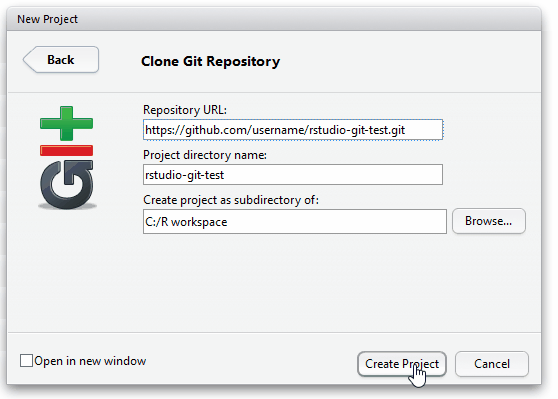 New Project
Back
Clone Git Repository
Repository URL:
https://github.com/username/rstudio-git-test.git
Project directory name:
rstudio-git-test
Create project as subdirectory of:
C:/R workspace
Browse...
git
Open in new window
Create Project
Cancel